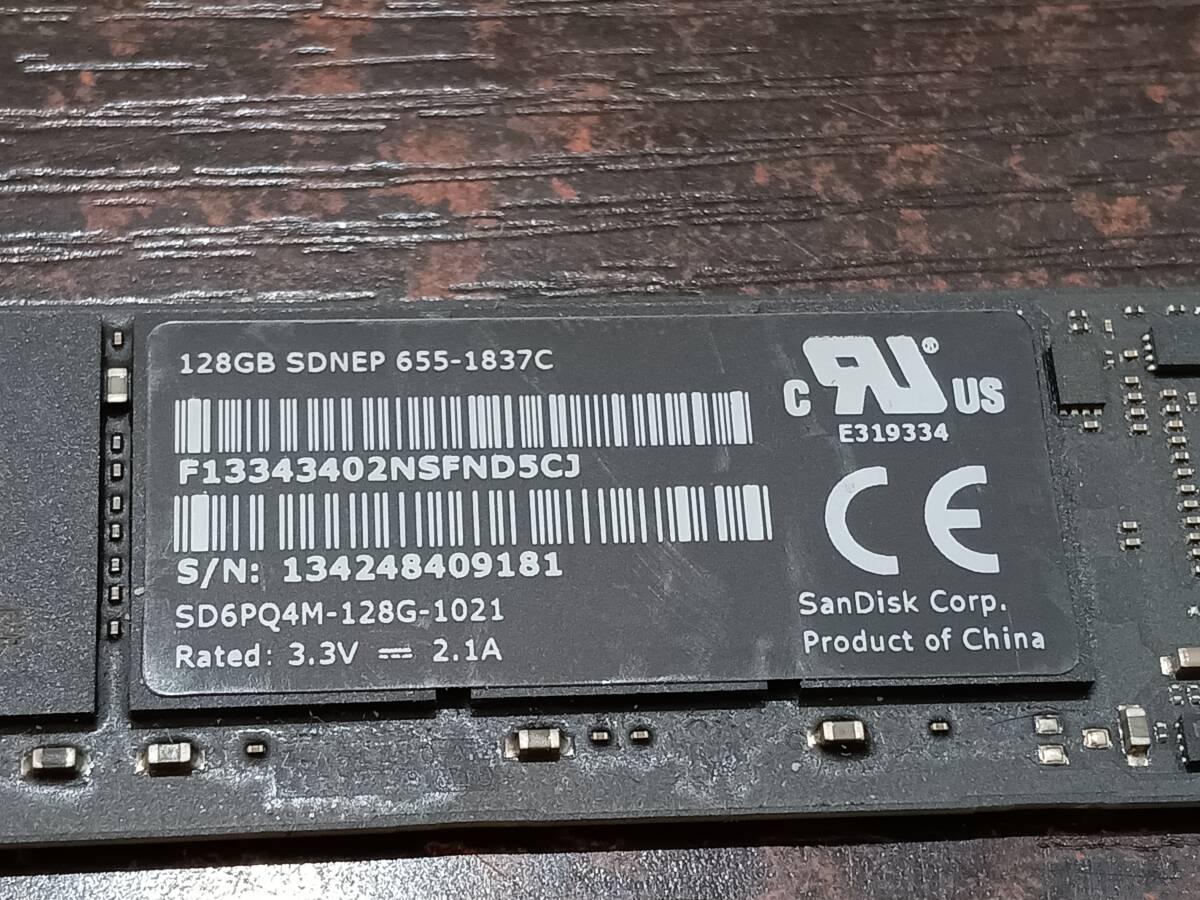 128GB SDNEP 655-1837C
F13343402NSFND5CJ
S/N: 134248409181
SD6PQ4M-128G-1021
Rated: 3.3V ⎓ 2.1A
C RU ® US
E319334
CE
SanDisk Corp.
Product of China